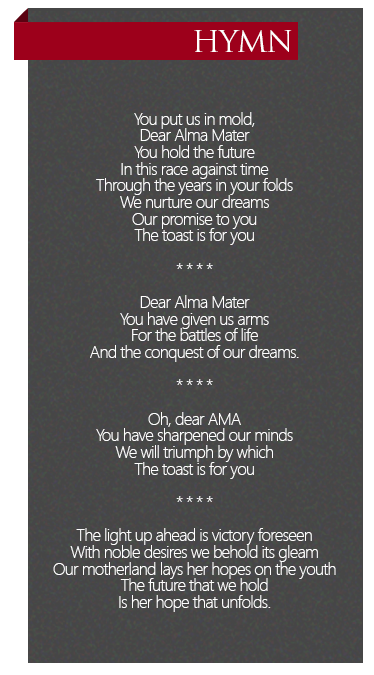 HYMN
You put us in mold,
Dear Alma Mater
You hold the future
In this race against time
Through the years in your folds
We nurture our dreams
Our promise to you
The toast is for you
* * * *
Dear Alma Mater
You have given us arms
For the battles of life
And the conquest of our dreams.
* * * *
Oh, dear AMA
You have sharpened our minds
We will triumph by which
The toast is for you
* * * *
The light up ahead is victory foreseen
With noble desires we behold its gleam
Our motherland lays her hopes on the youth
The future that we hold
Is her hope that unfolds.